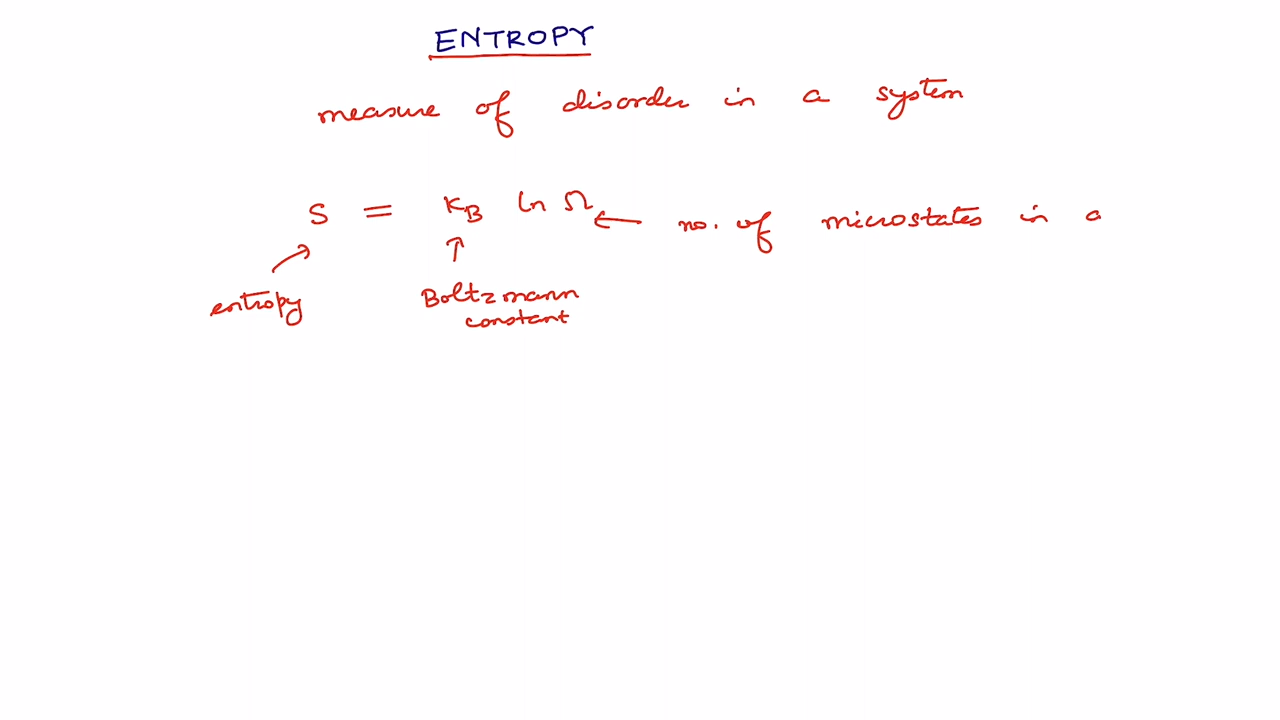 ENTROPY
measure of disorder in a system
S = K_B ln Ω ← no. of microstates in a
entropy
Boltzmann
constant